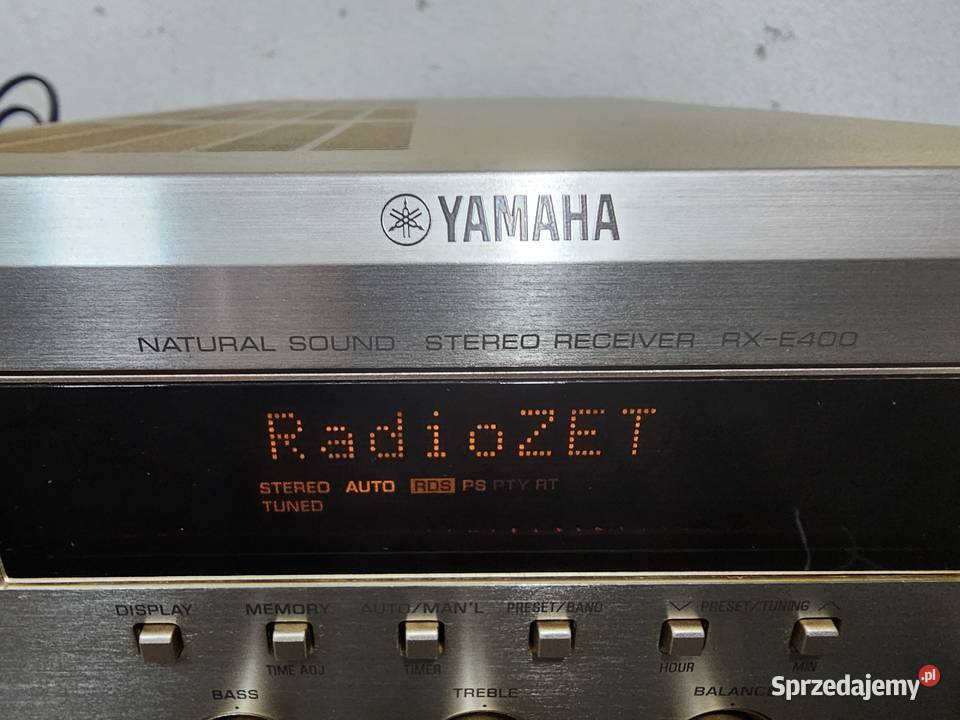 YAMAHA
NATURAL SOUND STEREO RECEIVER RX-E400
RadioZET
STEREO AUTO RDS PS PTY RT
TUNED
DISPLAY MEMORY AUTO/MAN'L PRESET/BAND PRESET/TUNING
TIME ADJ TIMER HOUR MIN
BASS TREBLE BALANCE
Sprzedajemy.pl